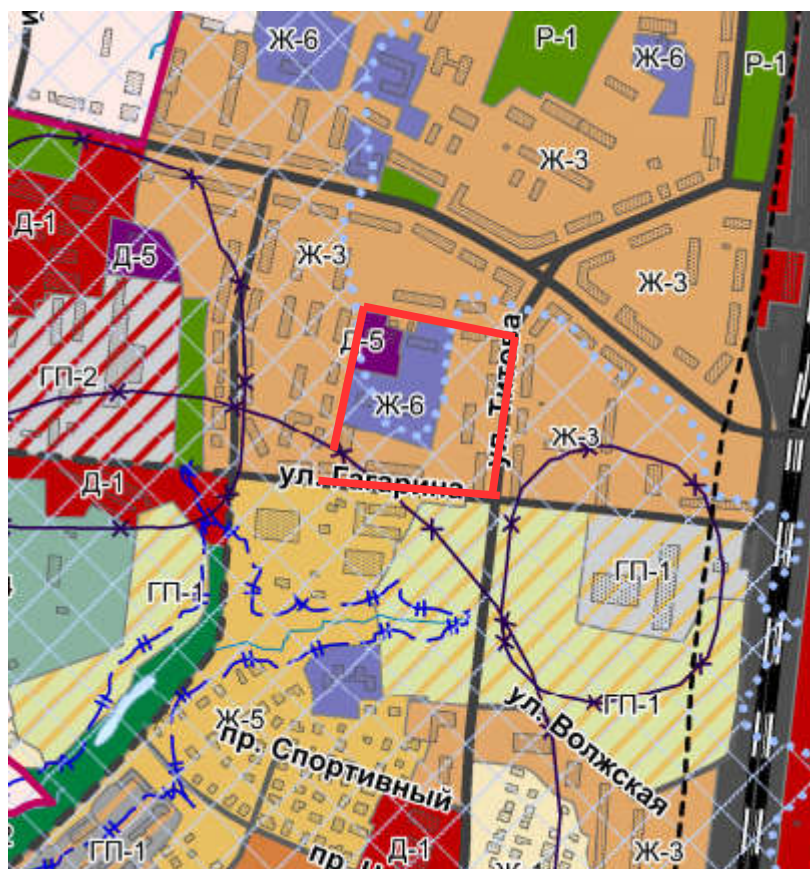 Ж-6
Р-1
Ж-6
Р-1
Ж-3
Д-1
Д-5
Ж-3
Ж-3
Д-5
ул. Титова
ГП-2
Ж-6
Ж-3
Д-1
ул. Гагарина
ГП-1
ГП-1
ул. Волжская
ГП-1
Ж-5
пр. Спортивный
ГП-1
Д-1
Ж-3